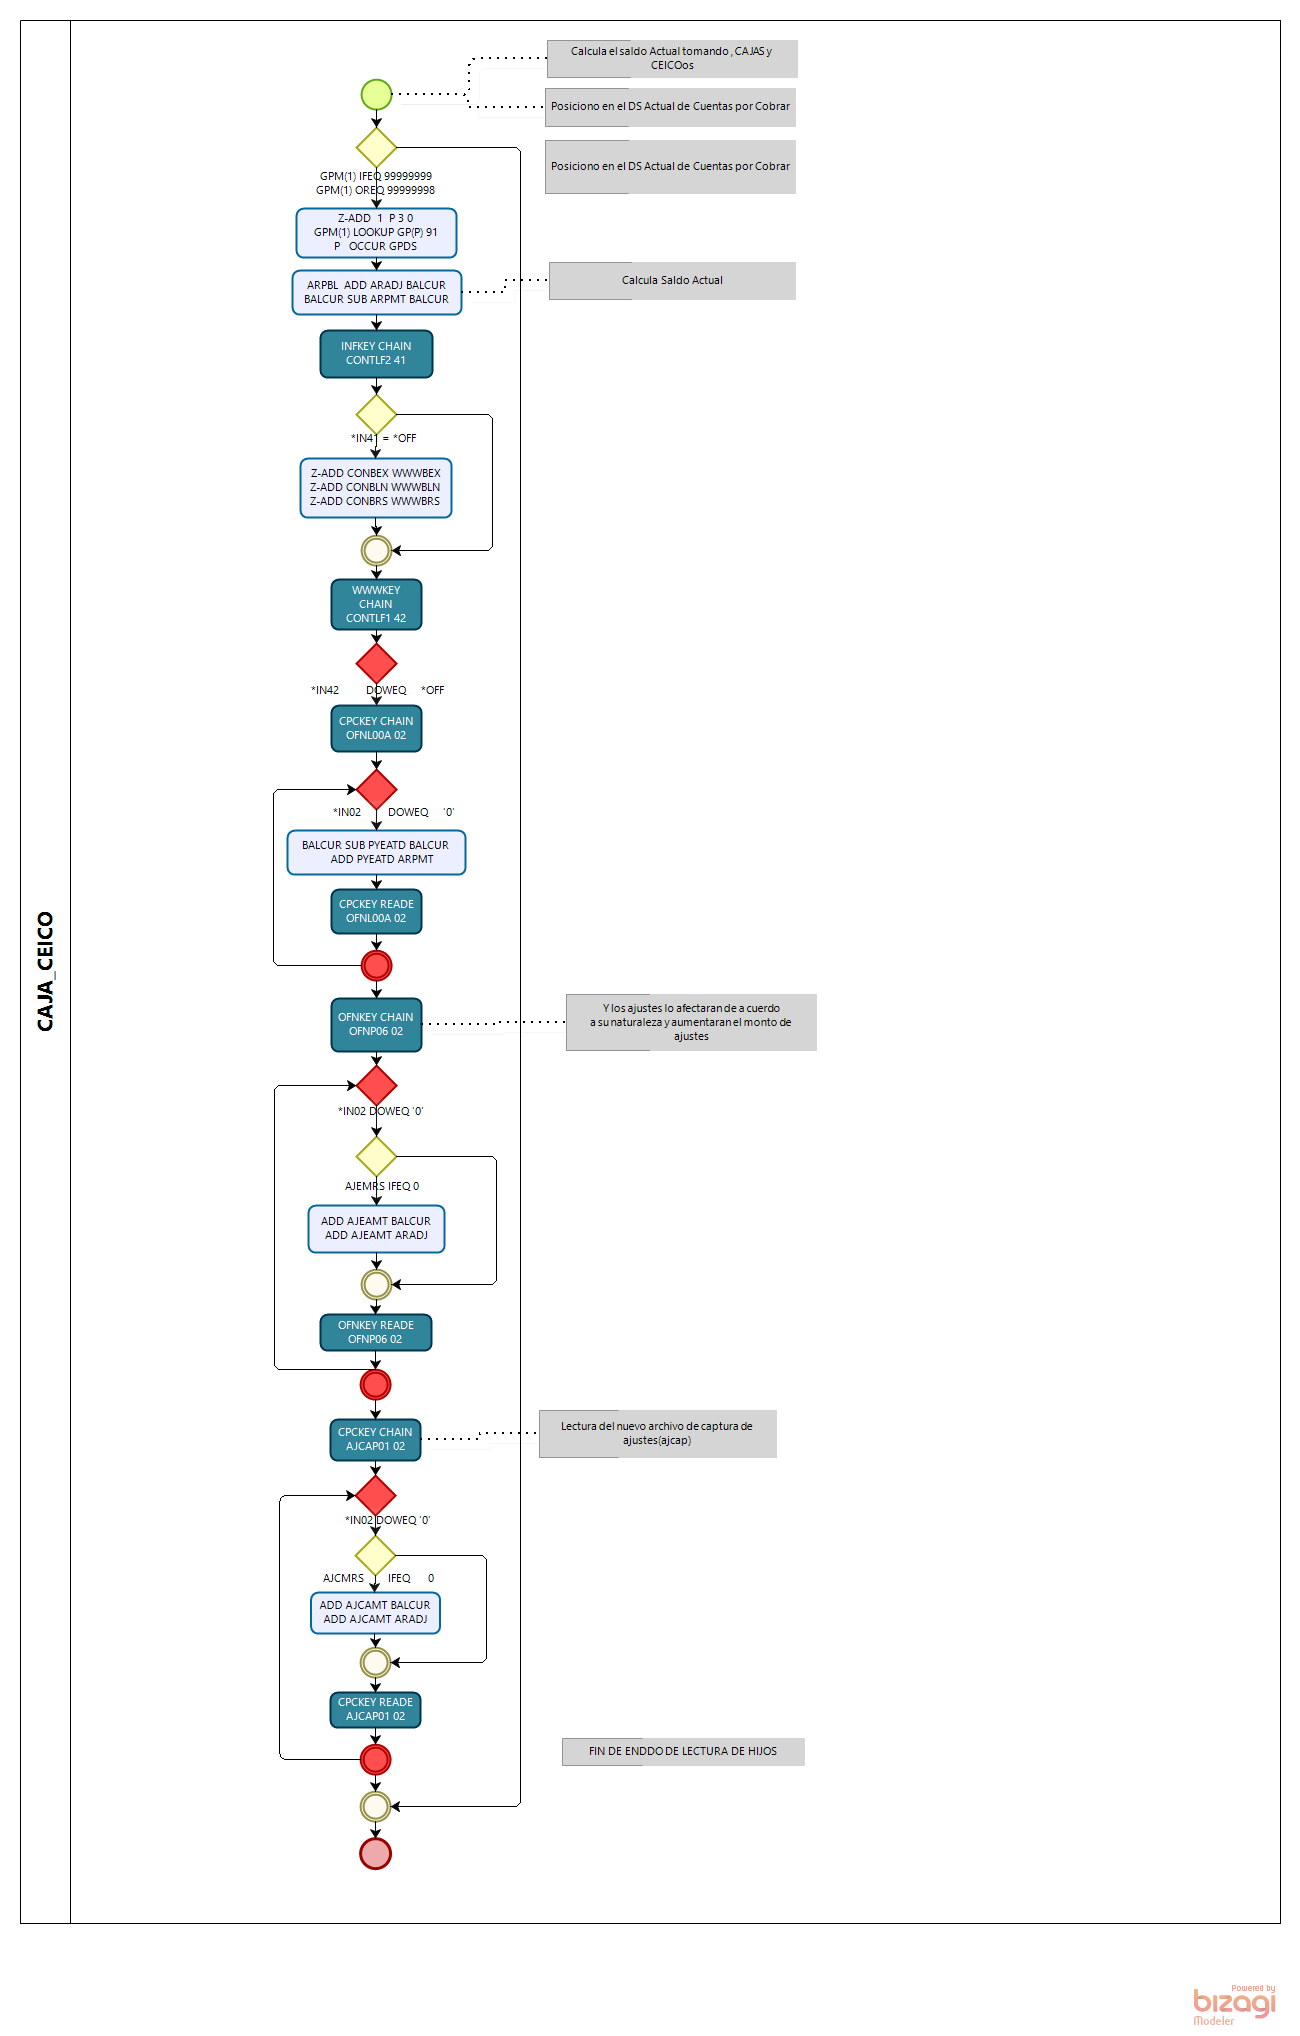 CAJA_CEICO
Calcula el saldo Actual tomando , CAJAS y
CEICOos
Posiciono en el DS Actual de Cuentas por Cobrar
Posiciono en el DS Actual de Cuentas por Cobrar
GPM(1) IFEQ 99999999
GPM(1) OREQ 99999998
Z-ADD 1 P 3 0
GPM(1) LOOKUP GP(P) 91
P OCCUR GPDS
ARPBL ADD ARADJ BALCUR
BALCUR SUB ARPMT BALCUR
Calcula Saldo Actual
INFKEY CHAIN
CONTLF2 41
*IN41 = *OFF
Z-ADD CONBEX WWWBEX
Z-ADD CONBLN WWWBLN
Z-ADD CONBRS WWWBRS
WWWKEY
CHAIN
CONTLF1 42
*IN42 DOWEQ *OFF
CPCKEY CHAIN
OFNL00A 02
*IN02 DOWEQ '0'
BALCUR SUB PYEATD BALCUR
ADD PYEATD ARPMT
CPCKEY READE
OFNL00A 02
OFNKEY CHAIN
OFNP06 02
Y los ajustes lo afectaran de a cuerdo
a su naturaleza y aumentaran el monto de
ajustes
*IN02 DOWEQ '0'
AJEMRS IFEQ 0
ADD AJEAMT BALCUR
ADD AJEAMT ARADJ
OFNKEY READE
OFNP06 02
CPCKEY CHAIN
AJCAP01 02
Lectura del nuevo archivo de captura de
ajustes(ajcap)
*IN02 DOWEQ '0'
AJCMRS IFEQ 0
ADD AJCAMT BALCUR
ADD AJCAMT ARADJ
CPCKEY READE
AJCAP01 02
FIN DE ENDDO DE LECTURA DE HIJOS
Powered by
bizagi
Modeler